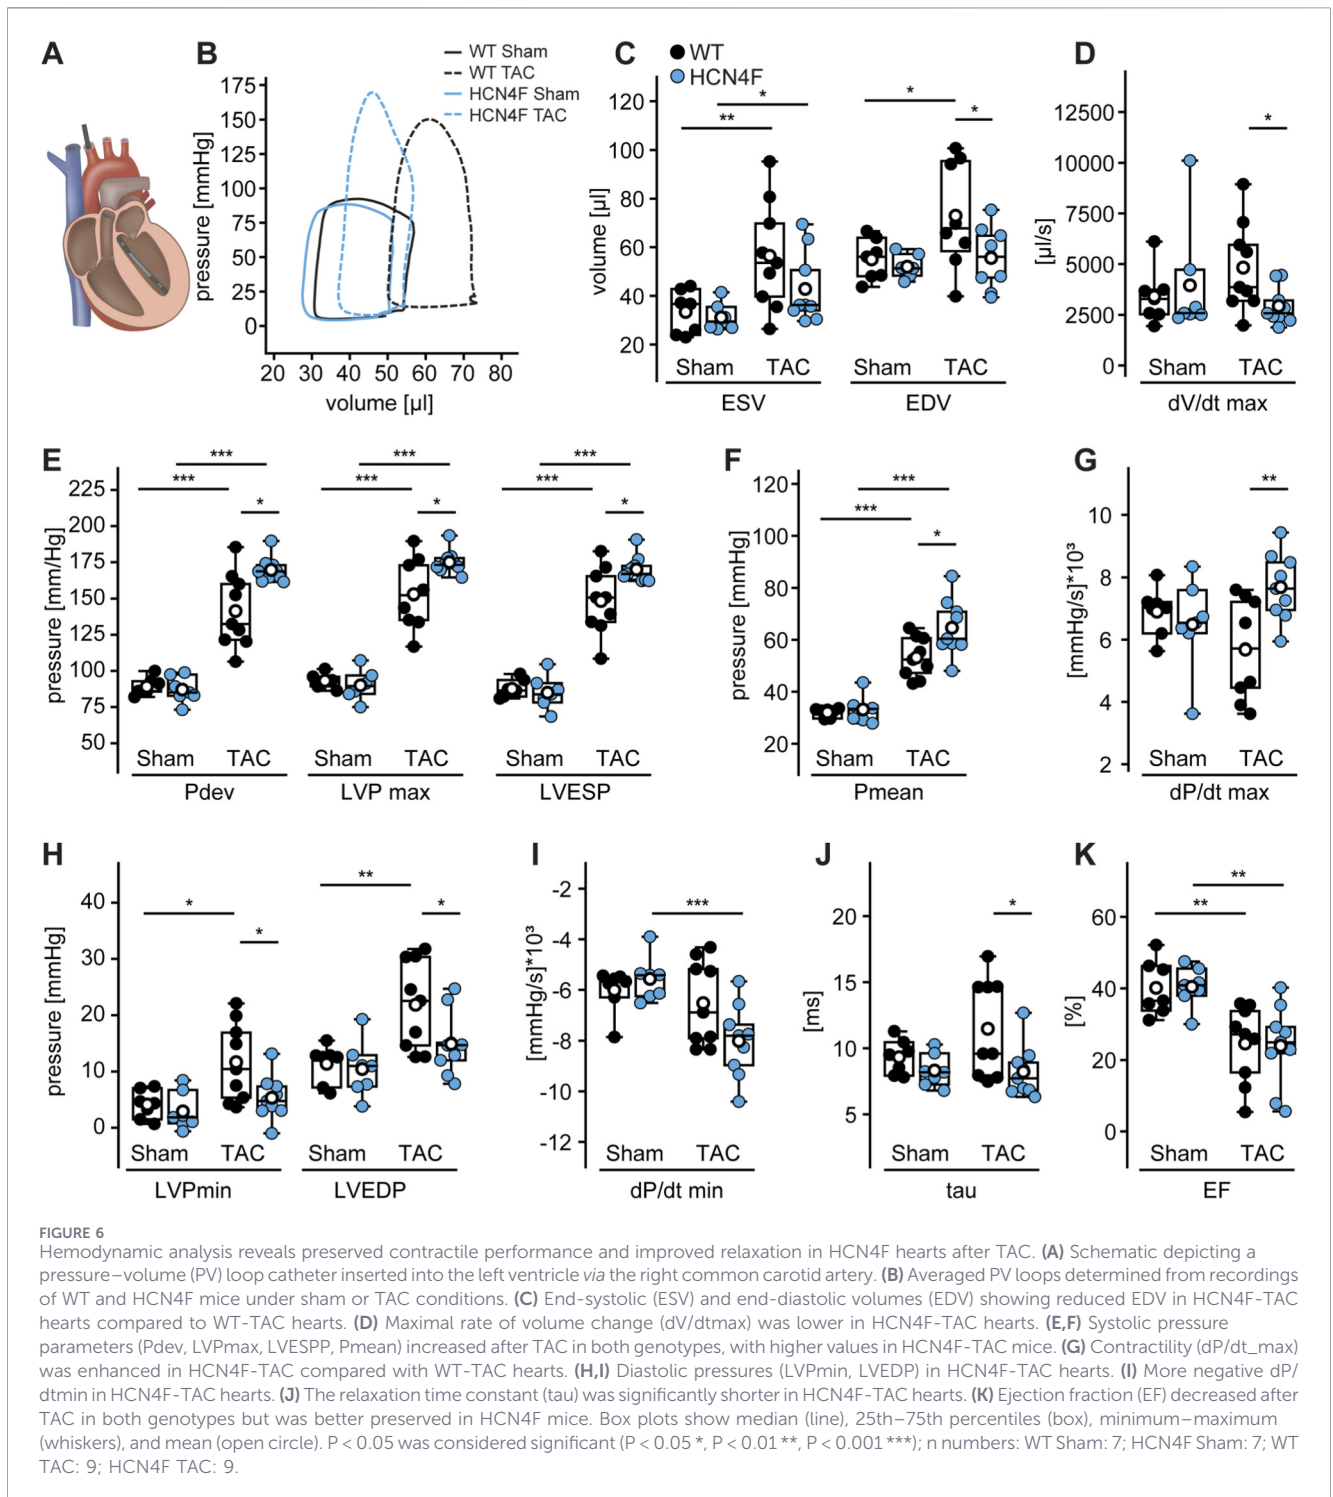 A
B
WT Sham
WT TAC
HCN4F Sham
HCN4F TAC
175
150
125
100
75
50
25
0
pressure [mmHg]
20 30 40 50 60 70 80
volume [µl]
C
WT
HCN4F
120
100
80
60
40
20
volume [µl]
** * * *
Sham TAC Sham TAC
ESV EDV
D
12500
10000
7500
5000
2500
0
[µl/s]
*
Sham TAC
dV/dt max
E
225
200
175
150
125
100
75
50
pressure [mm/Hg]
*** *** * *** *** * *** *** *
Sham TAC
Pdev LVP max LVESP
F
120
100
80
60
40
20
pressure [mmHg]
*** *** *
Sham TAC
Pmean
G
10
8
6
4
2
[mmHg/s]*10³
**
Sham TAC
dP/dt max
H
40
30
20
10
0
pressure [mmHg]
* * ** *
Sham TAC Sham TAC
LVPmin LVEDP
I
-2
-4
-6
-8
-10
-12
[mmHg/s]*10³
***
Sham TAC
dP/dt min
J
20
15
10
5
[ms]
*
Sham TAC
tau
K
60
40
20
0
[%]
** **
Sham TAC
EF
FIGURE 6
Hemodynamic analysis reveals preserved contractile performance and improved relaxation in HCN4F hearts after TAC. (A) Schematic depicting a
pressure–volume (PV) loop catheter inserted into the left ventricle via the right common carotid artery. (B) Averaged PV loops determined from recordings
of WT and HCN4F mice under sham or TAC conditions. (C) End-systolic (ESV) and end-diastolic volumes (EDV) showing reduced EDV in HCN4F-TAC
hearts compared to WT-TAC hearts. (D) Maximal rate of volume change (dV/dtmax) was lower in HCN4F-TAC hearts. (E,F) Systolic pressure
parameters (Pdev, LVPmax, LVESPP, Pmean) increased after TAC in both genotypes, with higher values in HCN4F-TAC mice. (G) Contractility (dP/dt_max)
was enhanced in HCN4F-TAC compared with WT-TAC hearts. (H,I) Diastolic pressures (LVPmin, LVEDP) in HCN4F-TAC hearts. (I) More negative dP/
dtmin in HCN4F-TAC hearts. (J) The relaxation time constant (tau) was significantly shorter in HCN4F-TAC hearts. (K) Ejection fraction (EF) decreased after
TAC in both genotypes but was better preserved in HCN4F mice. Box plots show median (line), 25th–75th percentiles (box), minimum–maximum
(whiskers), and mean (open circle). P < 0.05 was considered significant (P < 0.05 *, P < 0.01 **, P < 0.001 ***); n numbers: WT Sham: 7; HCN4F Sham: 7; WT
TAC: 9; HCN4F TAC: 9.